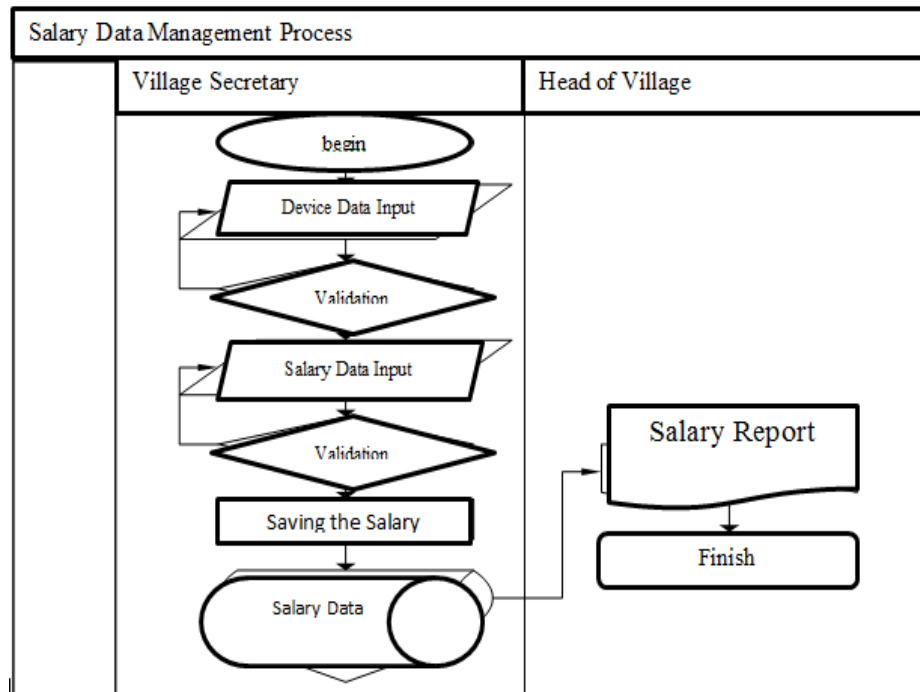 Salary Data Management Process
Village Secretary
Head of Village
begin
Device Data Input
Validation
Salary Data Input
Validation
Saving the Salary
Salary Data
Salary Report
Finish